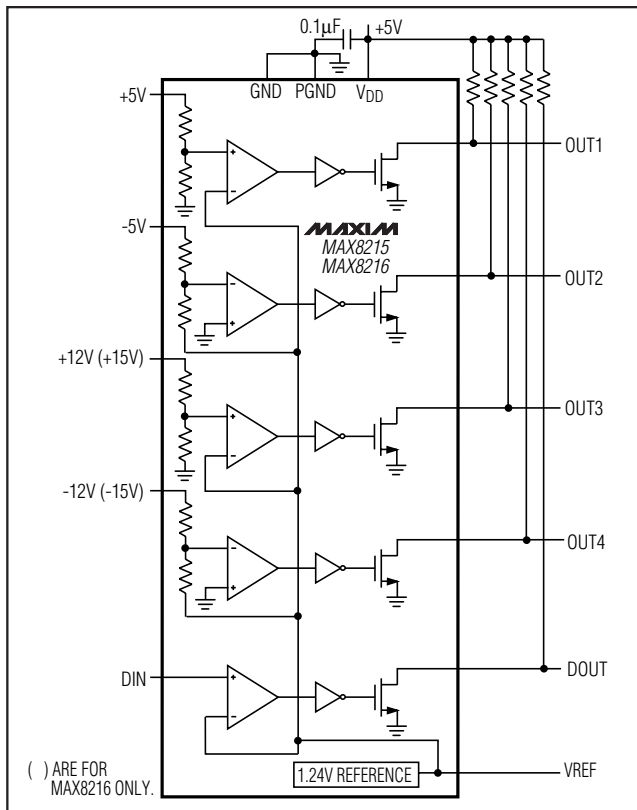 0.1µF
+5V
GND PGND VDD
+5V
+ -
OUT1
MAXIM
MAX8215
MAX8216
-5V
- +
OUT2
+12V (+15V)
+ -
OUT3
-12V (-15V)
- +
OUT4
DIN
+ -
DOUT
1.24V REFERENCE
VREF
( ) ARE FOR
MAX8216 ONLY.